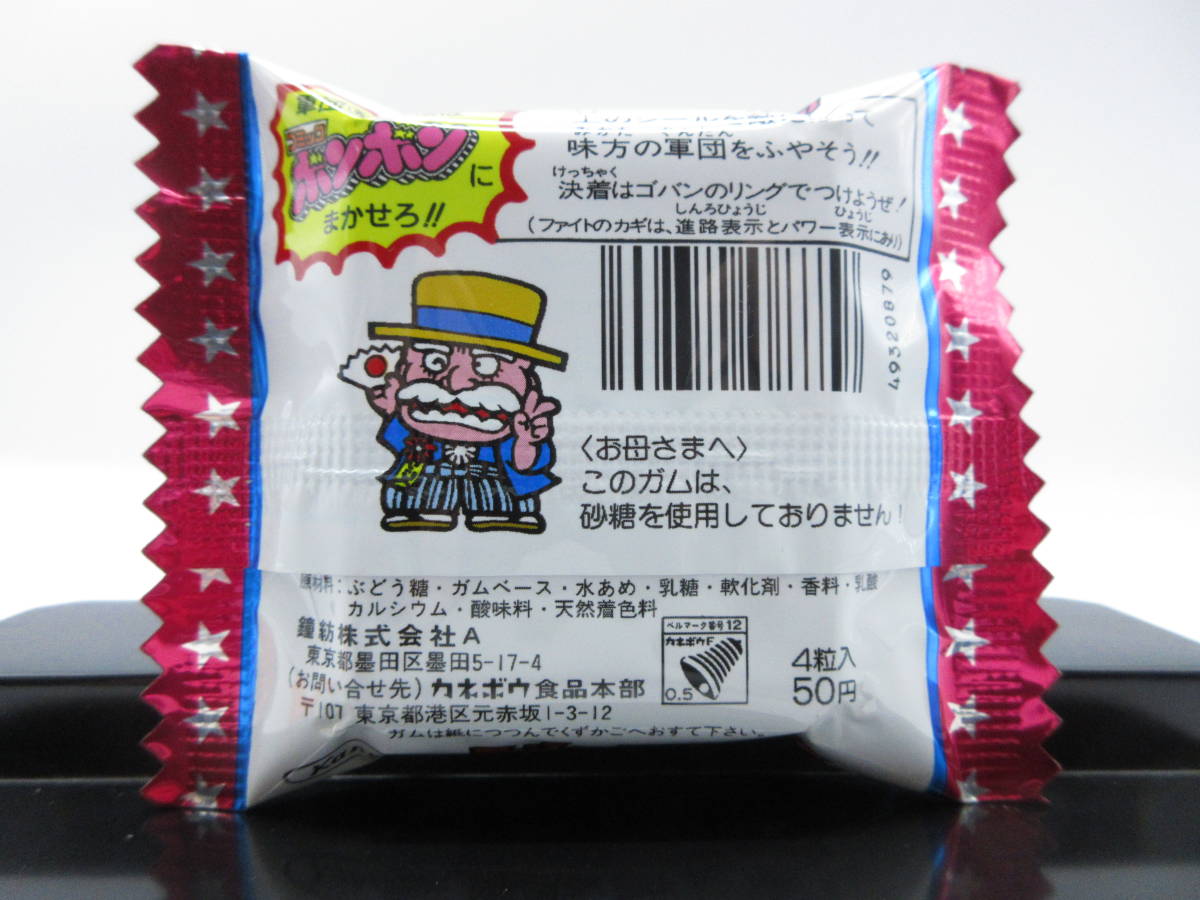 コミック
ボンボン
に
まかせろ!!
みかた ぐんだん
味方の軍団をふやそう!!
けっちゃく
決着はゴバンのリングでつけようぜ!
しんろひょうじ ひょうじ
(ファイトのカギは、進路表示とパワー表示にあり)
49320879
〈お母さまへ〉
このガムは、
砂糖を使用しておりません!
原材料:ぶどう糖・ガムベース・水あめ・乳糖・軟化剤・香料・乳酸
カルシウム・酸味料・天然着色料
鐘紡株式会社A
東京都墨田区墨田5-17-4
(お問い合せ先)カネボウ食品本部
〒107 東京都港区元赤坂1-3-12
ベルマーク番号12
カネボウF
0.5
4粒入
50円
ガムは紙につつんでくずかごへおすて下さい。